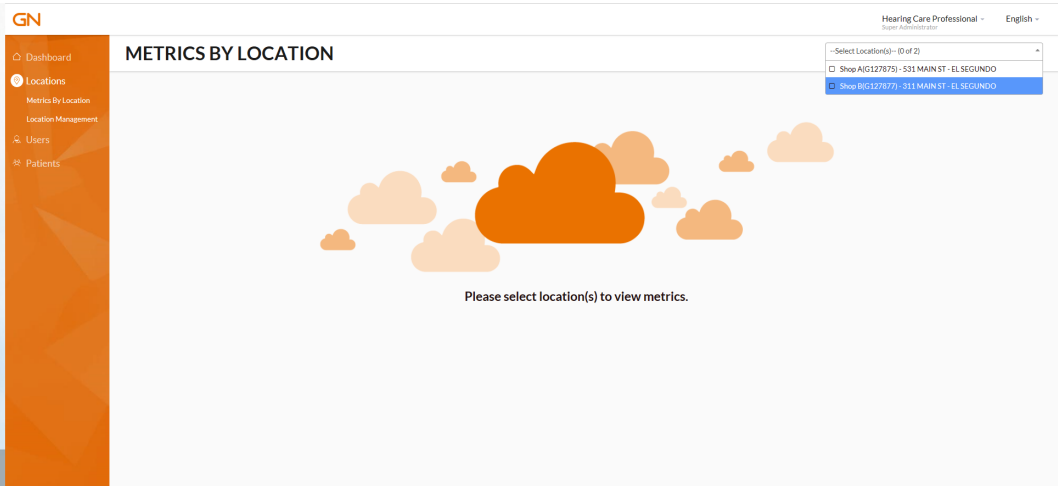 GN
Hearing Care Professional
Super Administrator
English
Dashboard
Locations
Metrics By Location
Location Management
Users
Patients
METRICS BY LOCATION
--Select Location(s)-- (0 of 2)
Shop A(G127875) - 531 MAIN ST - EL SEGUNDO
Shop B(G127877) - 311 MAIN ST - EL SEGUNDO
Please select location(s) to view metrics.